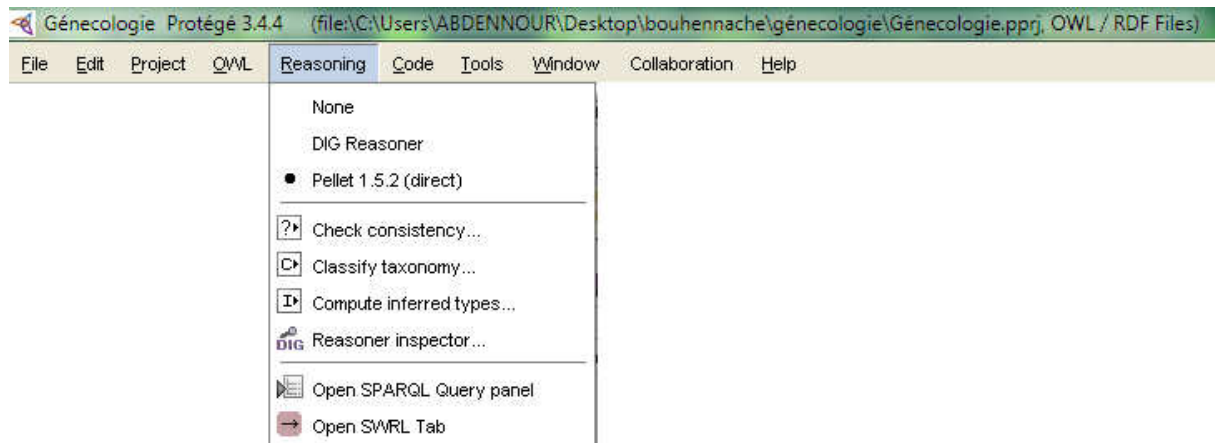 Génecologie Protégé 3.4.4 (file:\C:\Users\ABDENNOUR\Desktop\bouhennache\génecologie\Génecologie.pprj, OWL / RDF Files)
File Edit Project OWL Reasoning Code Tools Window Collaboration Help
None
DIG Reasoner
Pellet 1.5.2 (direct)
? Check consistency...
C Classify taxonomy...
I Compute inferred types...
DIG Reasoner inspector...
Open SPARQL Query panel
Open SWRL Tab